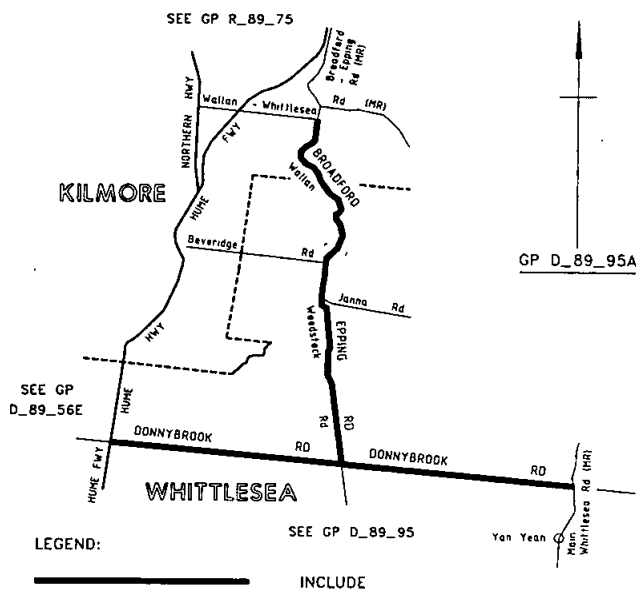 SEE GP R_89_75
Broadford
- Epping
Rd (MR)
Wallan - Whittlesea Rd (MR)
NORTHERN HWY
FWY
BROADFORD
Wallan
KILMORE
HUME
GP D_89_95A
Beveridge Rd
Janna Rd
HWY
EPPING
Woodstock
SEE GP
D_89_56E
HUME
Rd
RD
DONNYBROOK RD
DONNYBROOK RD
HUME FWY
WHITTLESEA
Main
Whittlesea Rd (MR)
SEE GP D_89_95
Yan Yean
LEGEND:
INCLUDE